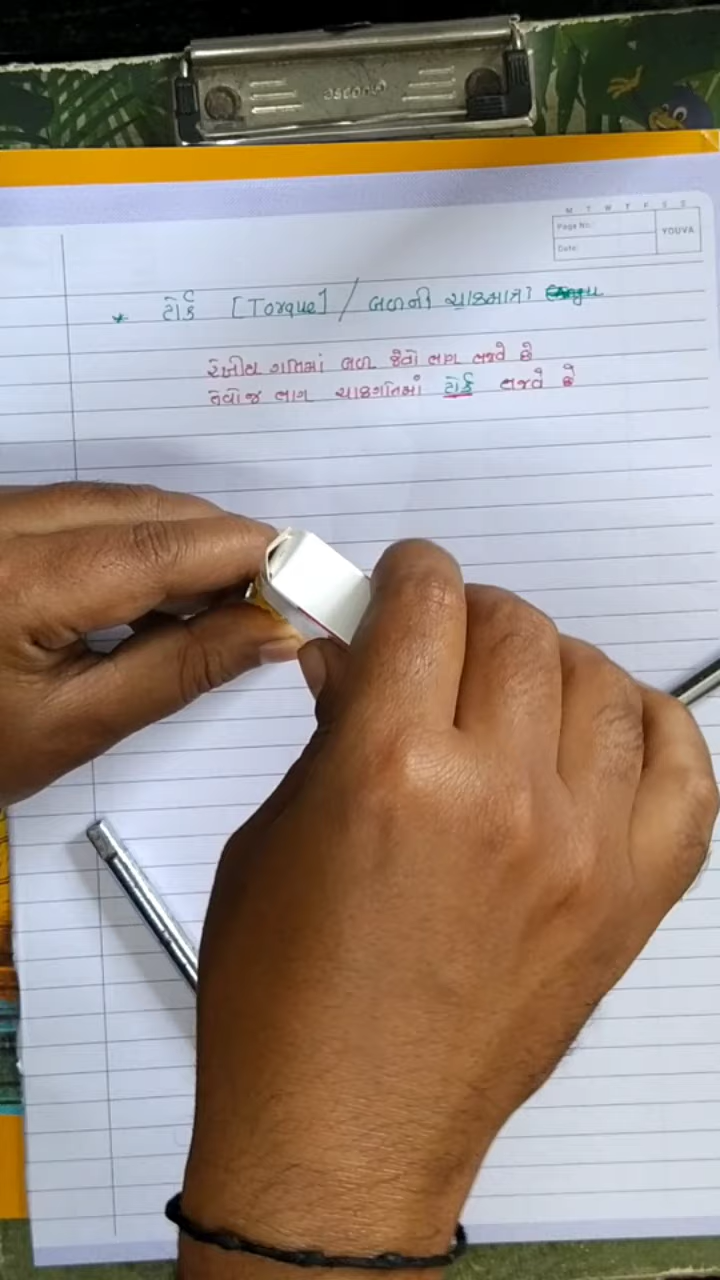 M T W T F S S
Page No.:
YOUVA
Date:
* ટોર્ક [Torque] / બળની ચાકમાત્રા
રેખીય ગતિમાં બળ જેવો ભાગ ભજવે છે
તેવોજ ભાગ ચાકગતિમાં ટોર્ક ભજવે છે